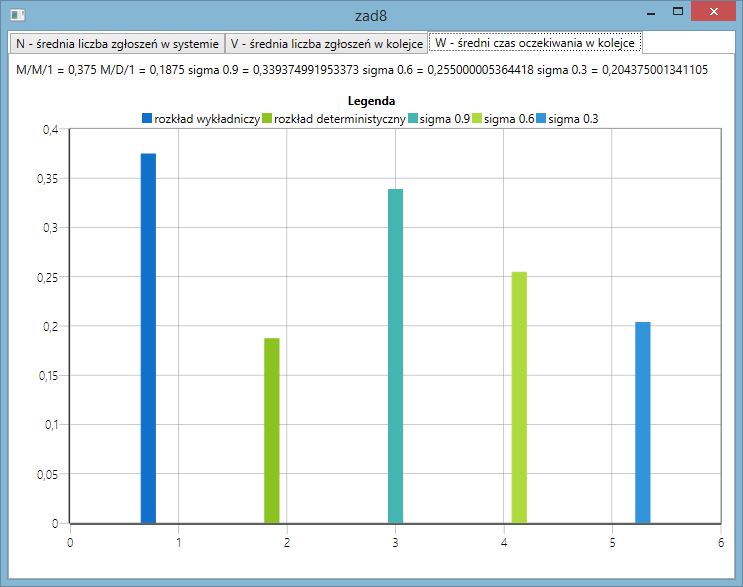 zad8
N - średnia liczba zgłoszeń w systemie V - średnia liczba zgłoszeń w kolejce W - średni czas oczekiwania w kolejce
M/M/1 = 0,375 M/D/1 = 0,1875 sigma 0.9 = 0,339374991953373 sigma 0.6 = 0,255000005364418 sigma 0.3 = 0,204375001341105
Legenda
rozkład wykładniczy rozkład deterministyczny sigma 0.9 sigma 0.6 sigma 0.3
0,4
0,35
0,3
0,25
0,2
0,15
0,1
0,05
0
0 1 2 3 4 5 6